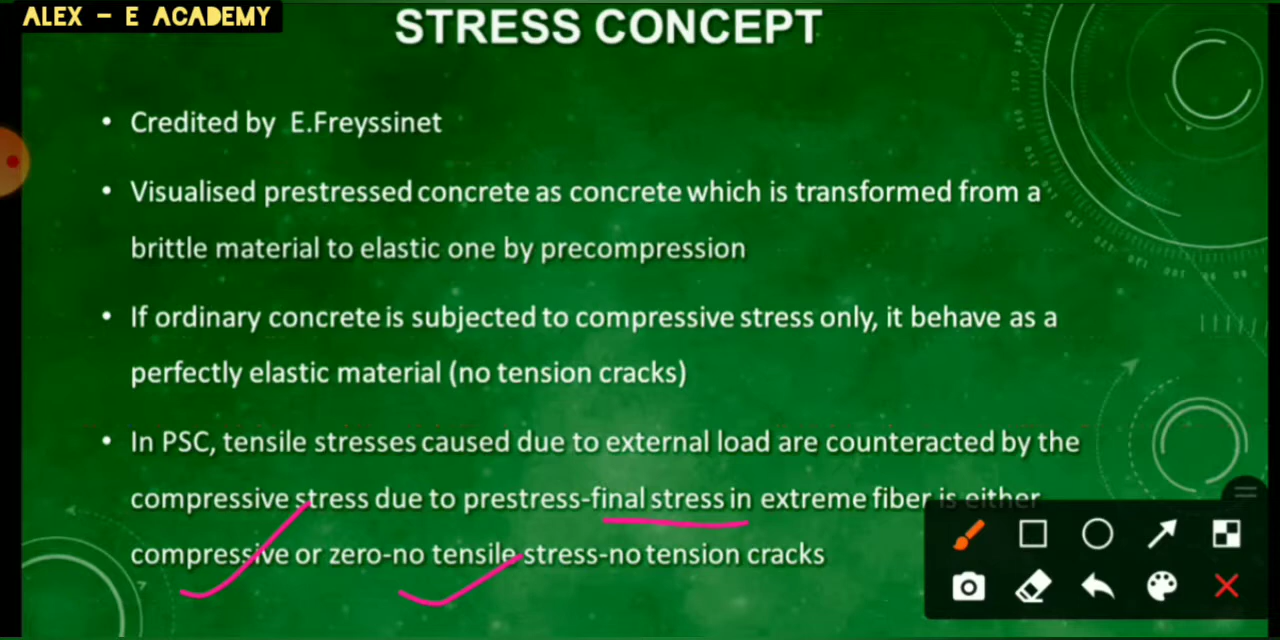 ALEX - E ACADEMY
STRESS CONCEPT
• Credited by E.Freyssinet
• Visualised prestressed concrete as concrete which is transformed from a
brittle material to elastic one by precompression
• If ordinary concrete is subjected to compressive stress only, it behave as a
perfectly elastic material (no tension cracks)
• In PSC, tensile stresses caused due to external load are counteracted by the
compressive stress due to prestress-final stress in extreme fiber is either
compressive or zero-no tensile stress-no tension cracks